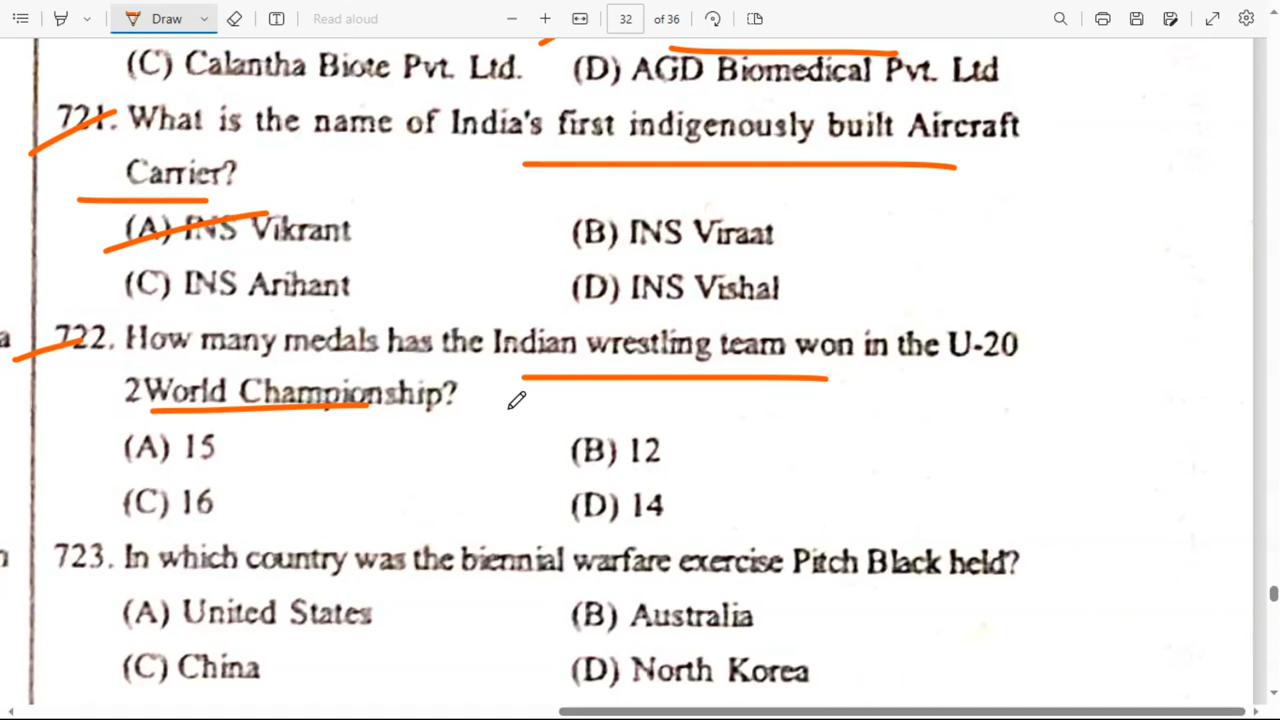 Draw
Read aloud
32 of 36
(C) Calantha Biote Pvt. Ltd. (D) AGD Biomedical Pvt. Ltd
721. What is the name of India's first indigenously built Aircraft
Carrier?
(A) INS Vikrant (B) INS Viraat
(C) INS Arihant (D) INS Vishal
a
722. How many medals has the Indian wrestling team won in the U-20
2World Championship?
(A) 15 (B) 12
(C) 16 (D) 14
723. In which country was the biennial warfare exercise Pitch Black held?
(A) United States (B) Australia
(C) China (D) North Korea